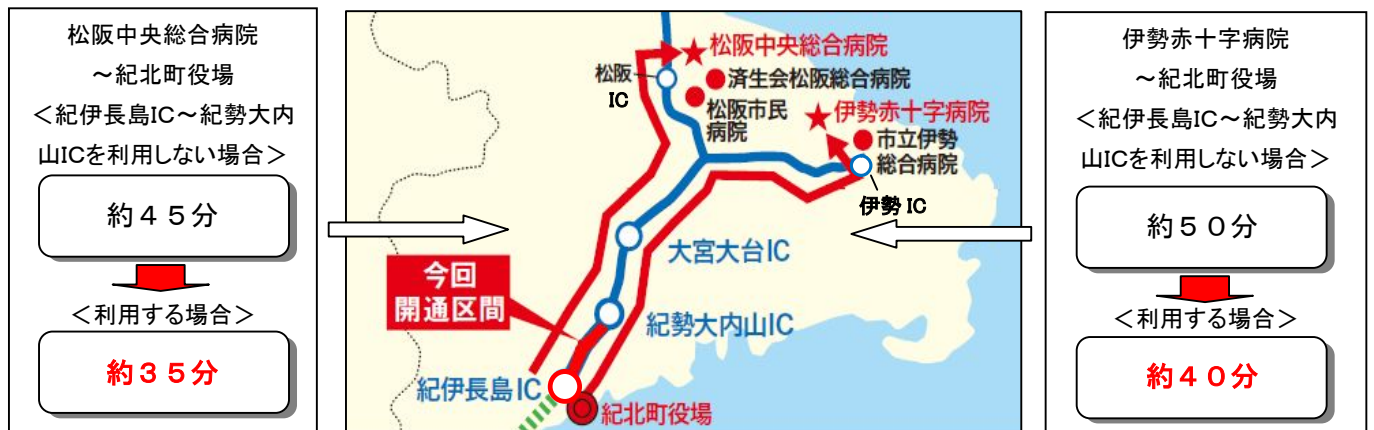 松阪中央総合病院
～紀北町役場
＜紀伊長島IC～紀勢大内
山ICを利用しない場合＞
約４５分
＜利用する場合＞
約３５分
松阪中央総合病院
松阪
IC
済生会松阪総合病院
松阪市民
病院
伊勢赤十字病院
市立伊勢
総合病院
伊勢 IC
大宮大台IC
今回
開通区間
紀勢大内山IC
紀伊長島IC
紀北町役場
伊勢赤十字病院
～紀北町役場
＜紀伊長島IC～紀勢大内
山ICを利用しない場合＞
約５０分
＜利用する場合＞
約４０分